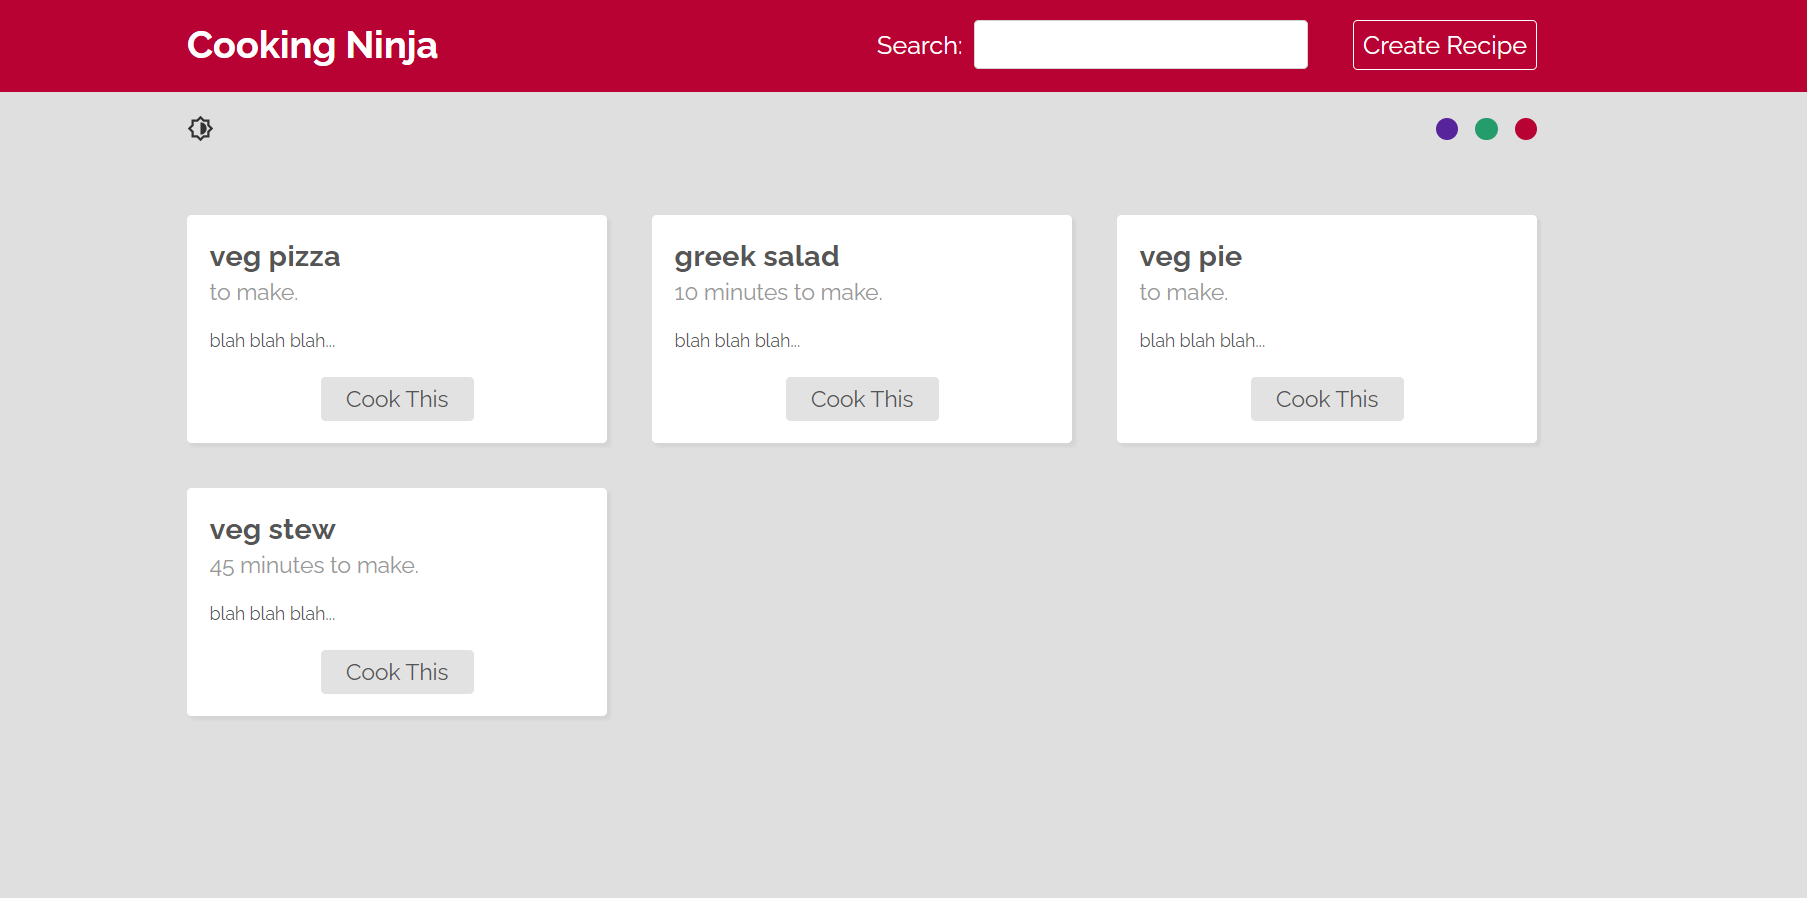 Cooking Ninja
Search:
Create Recipe
veg pizza
to make.
blah blah blah...
Cook This
greek salad
10 minutes to make.
blah blah blah...
Cook This
veg pie
to make.
blah blah blah...
Cook This
veg stew
45 minutes to make.
blah blah blah...
Cook This